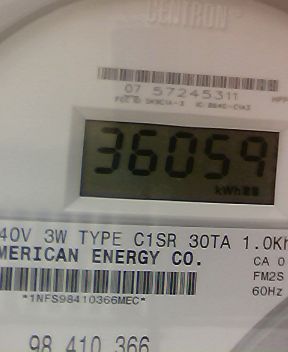 CENTRON
07 57245311
36059
kWh
40V 3W TYPE C1SR 30TA 1.0Kh
MERICAN ENERGY CO.
CA 0
FM2S
60Hz
*1NFS98410366MEC*
98 410 366